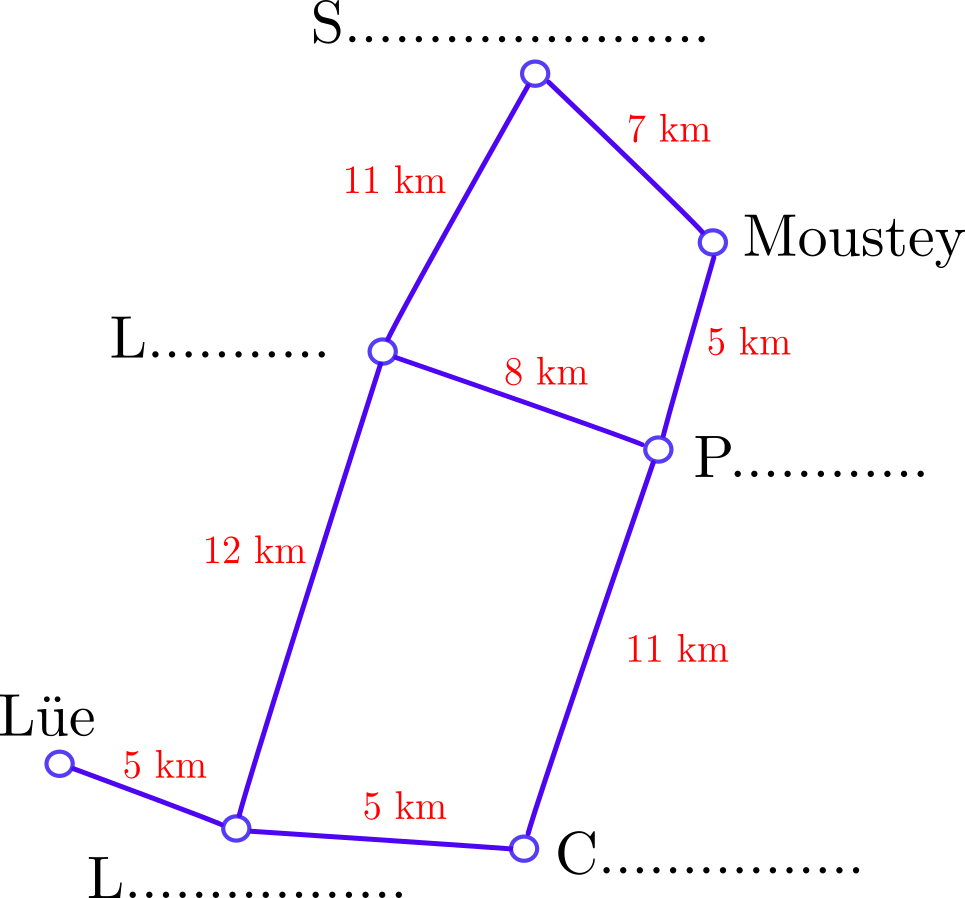 S......................
7 km
11 km
Moustey
L...........
5 km
8 km
P............
12 km
11 km
Lüe
5 km
5 km
C................
L.................